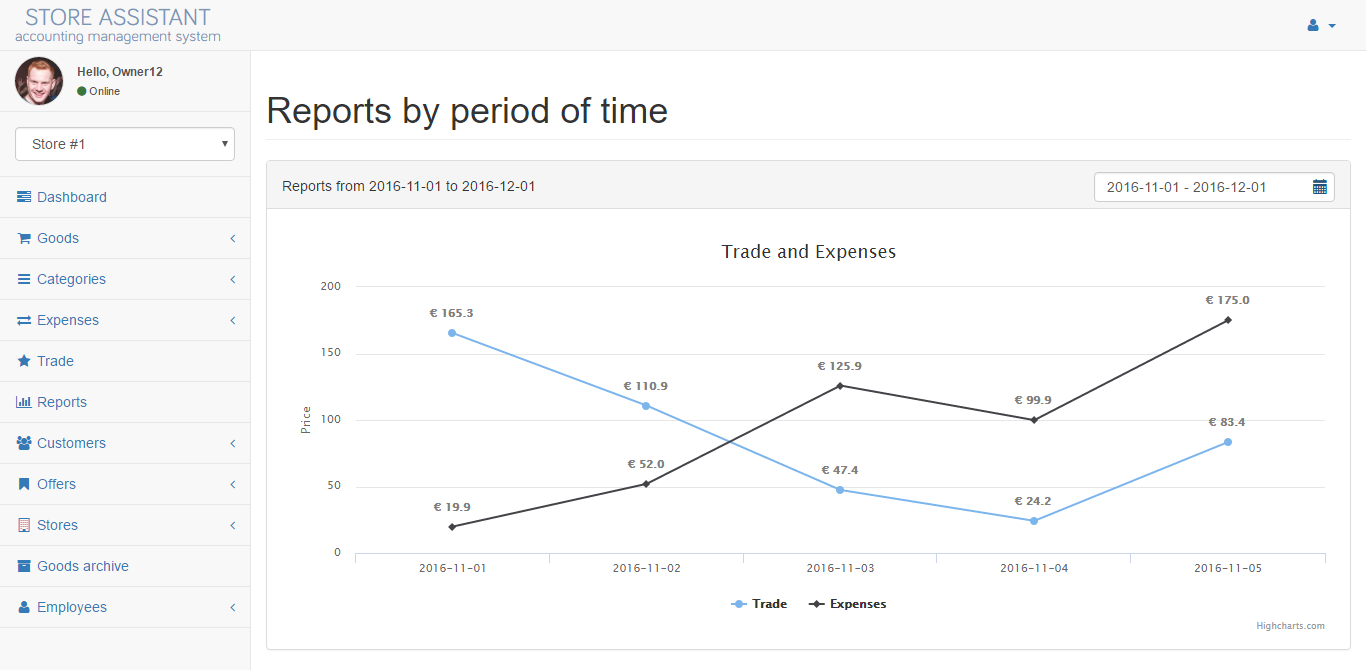 STORE ASSISTANT
accounting management system
Hello, Owner12
Online
Store #1
Dashboard
Goods
Categories
Expenses
Trade
Reports
Customers
Offers
Stores
Goods archive
Employees
Reports by period of time
Reports from 2016-11-01 to 2016-12-01
2016-11-01 - 2016-12-01
Trade and Expenses
Price
200
150
100
50
0
€ 165.3
€ 110.9
€ 47.4
€ 24.2
€ 83.4
€ 19.9
€ 52.0
€ 125.9
€ 99.9
€ 175.0
2016-11-01
2016-11-02
2016-11-03
2016-11-04
2016-11-05
Trade
Expenses
Highcharts.com